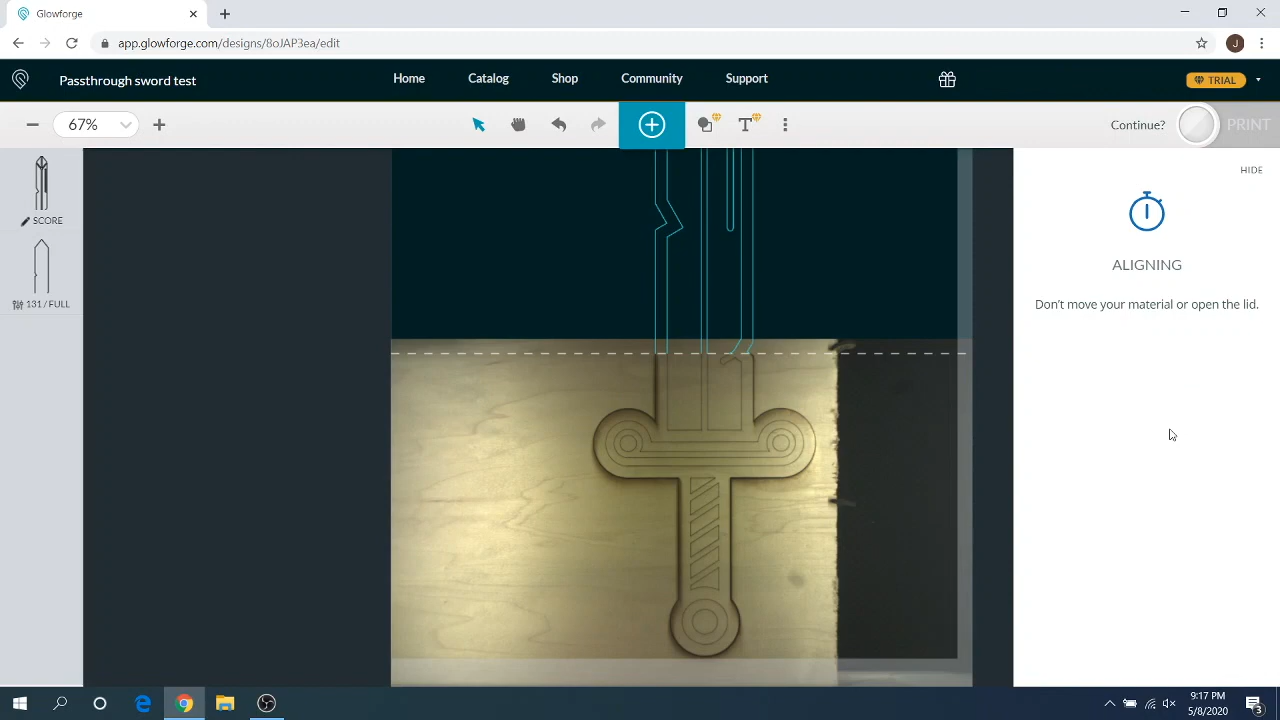 Glowforge
app.glowforge.com/designs/8oJAP3ea/edit
J
Passthrough sword test
Home
Catalog
Shop
Community
Support
TRIAL
67%
T
Continue?
PRINT
HIDE
SCORE
131 / FULL
ALIGNING
Don't move your material or open the lid.
9:17 PM
5/8/2020
3